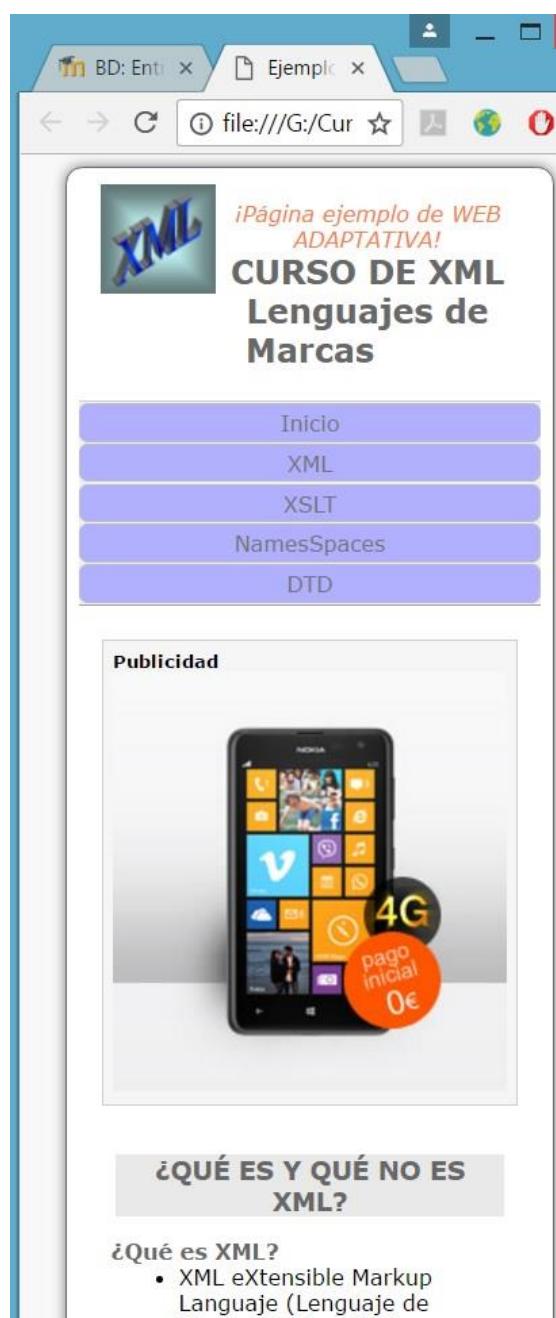 BD: Ent
Ejemplo
file:///G:/Cur
XML
¡Página ejemplo de WEB
ADAPTATIVA!
CURSO DE XML
Lenguajes de
Marcas
Inicio
XML
XSLT
NamesSpaces
DTD
Publicidad
NOKIA
4G
pago
inicial
0€
¿QUÉ ES Y QUÉ NO ES
XML?
¿Qué es XML?
• XML eXtensible Markup
Languaje (Lenguaje de